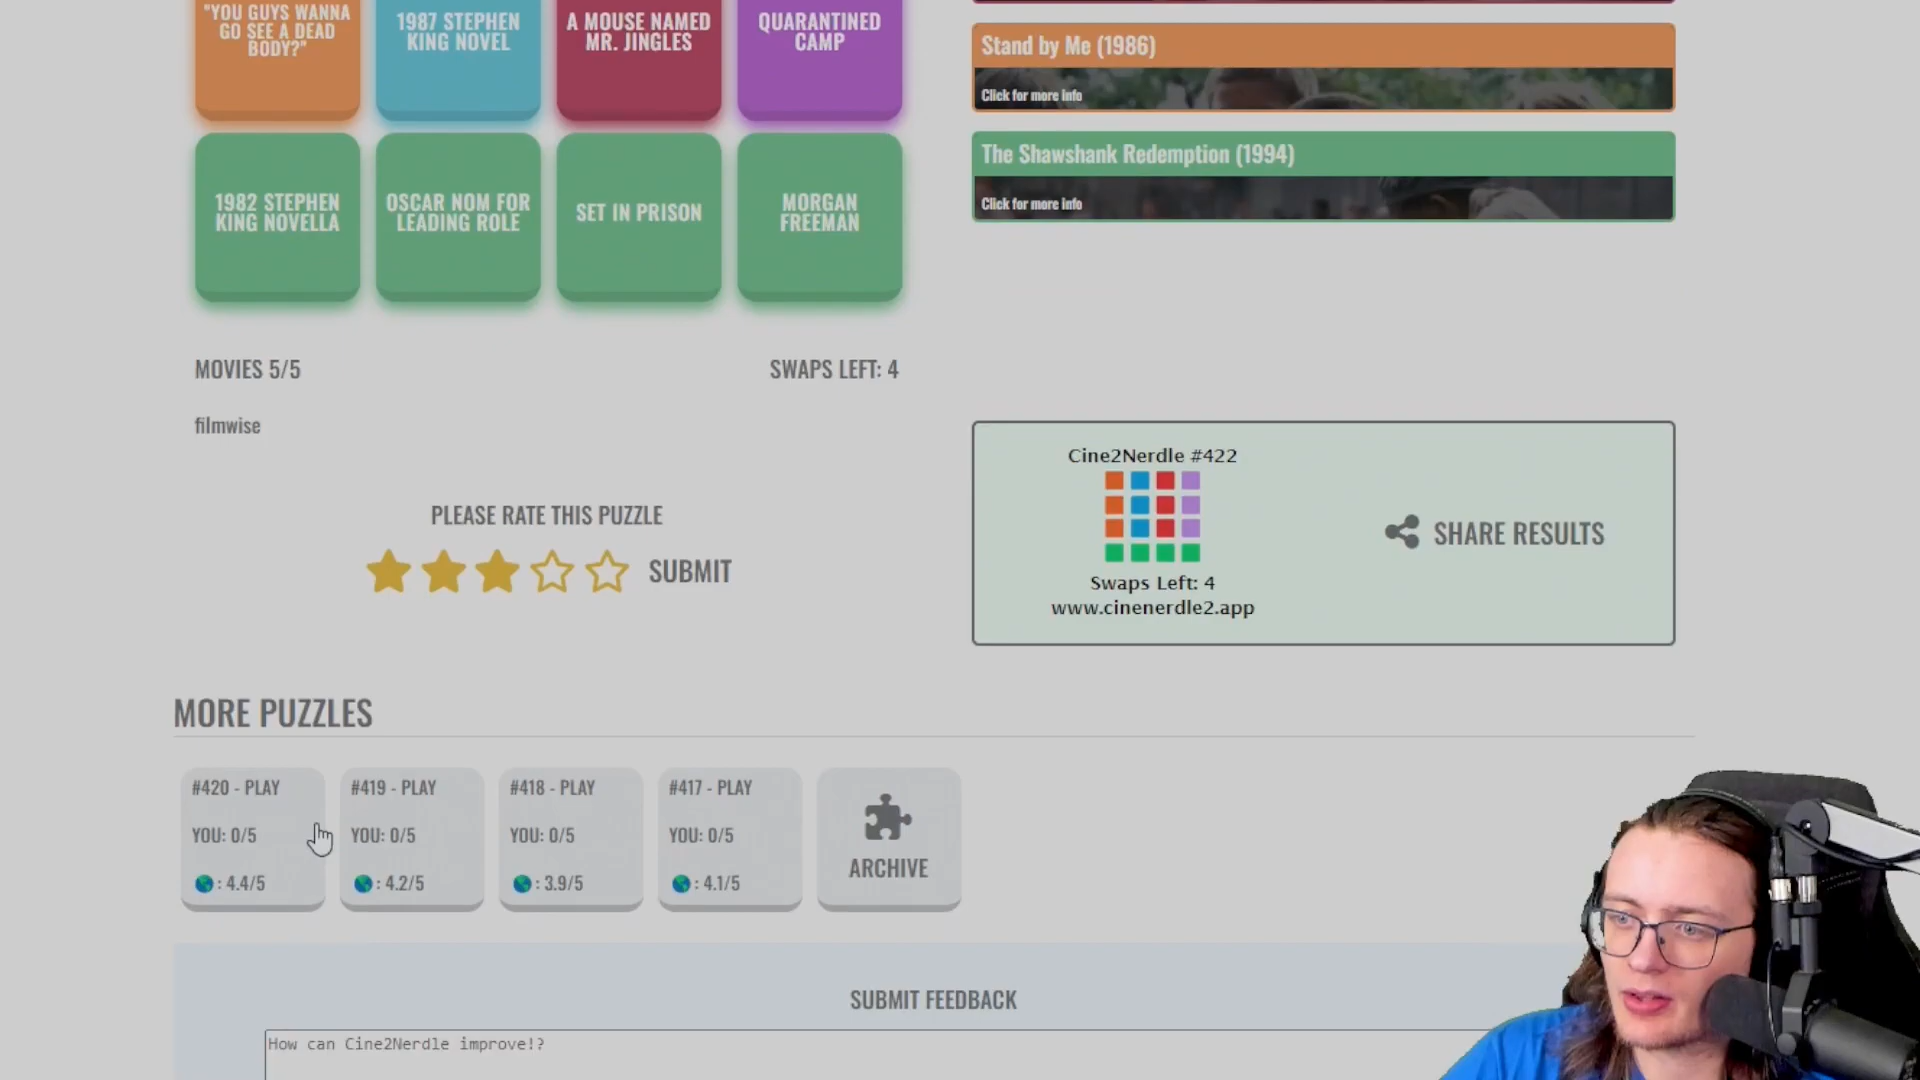 "YOU GUYS WANNA
GO SEE A DEAD
BODY?"
1987 STEPHEN
KING NOVEL
A MOUSE NAMED
MR. JINGLES
QUARANTINED
CAMP
1982 STEPHEN
KING NOVELLA
OSCAR NOM FOR
LEADING ROLE
SET IN PRISON
MORGAN
FREEMAN
Stand by Me (1986)
Click for more info
The Shawshank Redemption (1994)
Click for more info
MOVIES 5/5
SWAPS LEFT: 4
filmwise
PLEASE RATE THIS PUZZLE
SUBMIT
Cine2Nerdle #422
Swaps Left: 4
www.cinenerdle2.app
SHARE RESULTS
MORE PUZZLES
#420 - PLAY
YOU: 0/5
: 4.4/5
#419 - PLAY
YOU: 0/5
: 4.2/5
#418 - PLAY
YOU: 0/5
: 3.9/5
#417 - PLAY
YOU: 0/5
: 4.1/5
ARCHIVE
SUBMIT FEEDBACK
How can Cine2Nerdle improve!?